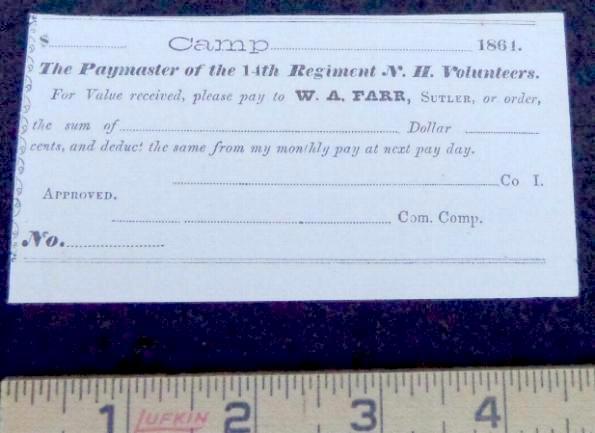 $ Camp 1864.
The Paymaster of the 14th Regiment N. H. Volunteers.
For Value received, please pay to W. A. FARR, SUTLER, or order,
the sum of Dollar
cents, and deduct the same from my monthly pay at next pay day.
Co I.
APPROVED.
Com. Comp.
No.
1 LUFKIN 2 3 4